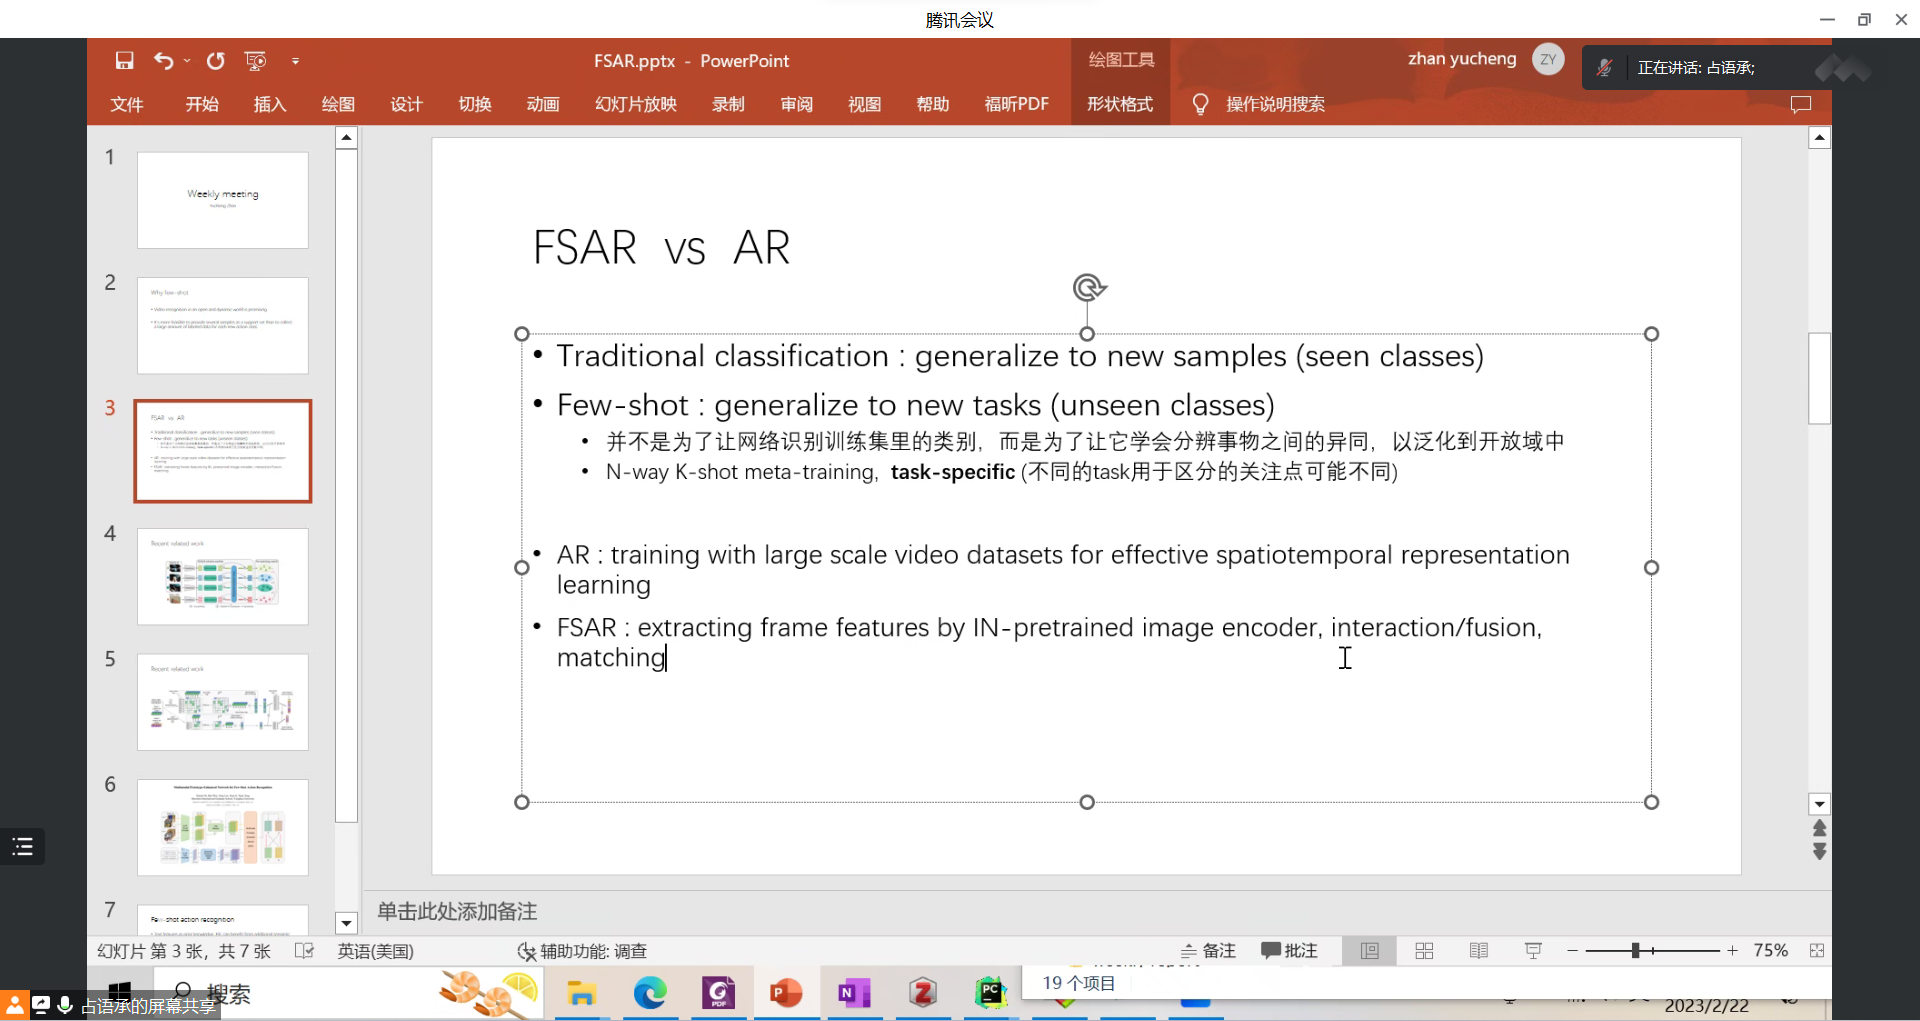 腾讯会议
FSAR.pptx - PowerPoint
绘图工具
zhan yucheng
ZY
正在讲话: 占语承;
文件 开始 插入 绘图 设计 切换 动画 幻灯片放映 录制 审阅 视图 帮助 福昕PDF 形状格式 操作说明搜索
1
Weekly meeting
2
Why few-shot
3
FSAR vs AR
4
Recent related work
5
Recent related work
6
7
Few-shot action recognition
FSAR vs AR
• Traditional classification : generalize to new samples (seen classes)
• Few-shot : generalize to new tasks (unseen classes)
• 并不是为了让网络识别训练集里的类别，而是为了让它学会分辨事物之间的异同，以泛化到开放域中
• N-way K-shot meta-training, task-specific (不同的task用于区分的关注点可能不同)
• AR : training with large scale video datasets for effective spatiotemporal representation
learning
• FSAR : extracting frame features by IN-pretrained image encoder, interaction/fusion,
matching
单击此处添加备注
幻灯片 第 3 张，共 7 张 英语(美国) 辅助功能: 调查 备注 批注 75%
搜索
19 个项目
占语承的屏幕共享
2023/2/22